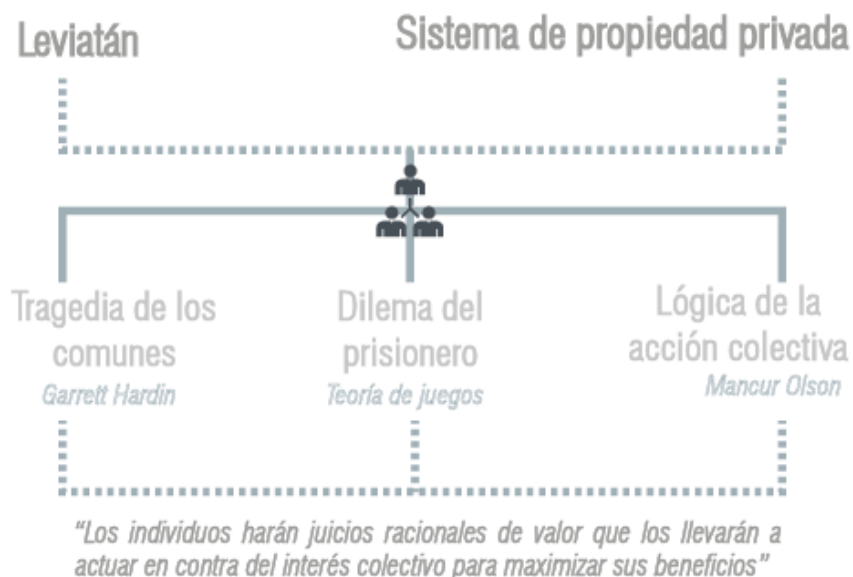 Leviatán
Sistema de propiedad privada
Tragedia de los
comunes
Garrett Hardin
Dilema del
prisionero
Teoría de juegos
Lógica de la
acción colectiva
Mancur Olson
“Los individuos harán juicios racionales de valor que los llevarán a
actuar en contra del interés colectivo para maximizar sus beneficios”